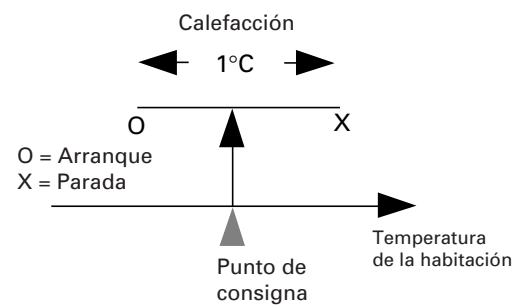 Calefacción
1°C
O
X
O = Arranque
X = Parada
Temperatura
de la habitación
Punto de
consigna